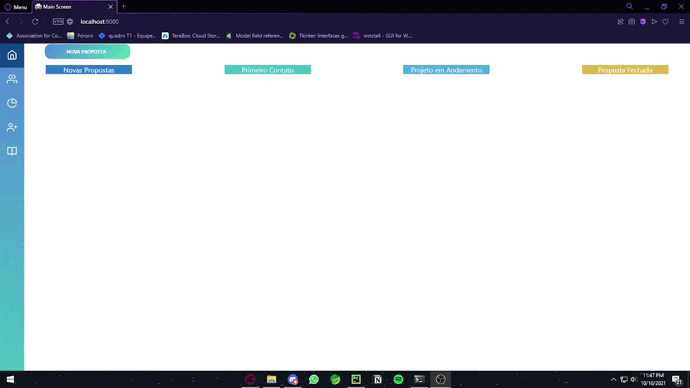 Menu
Main Screen
VPN
localhost:8000
Association for Co...
Fóruns
quadro T1 - Equipe...
TeraBox: Cloud Stor...
Model field referenc...
Tkinter Interfaces g...
winstall - GUI for W...
NOVA PROPOSTA
Novas Propostas
Primeiro Contato
Projeto em Andamento
Proposta Fechada
11:47 PM
10/10/2021